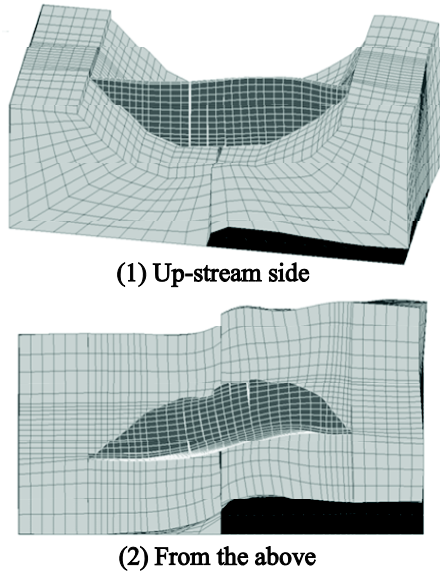 (1) Up-stream side
(2) From the above